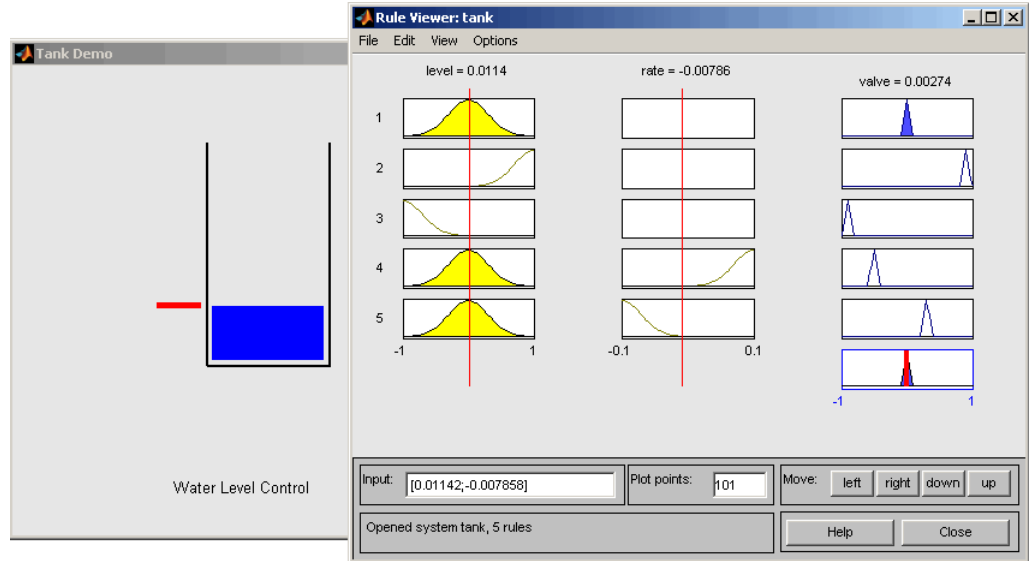 Tank Demo
Water Level Control
Rule Viewer: tank
File Edit View Options
level = 0.0114
rate = -0.00786
valve = 0.00274
1
2
3
4
5
-1 1
-0.1 0.1
-1 1
Input: [0.01142;-0.007858]
Plot points: 101
Move: left right down up
Opened system tank, 5 rules
Help Close